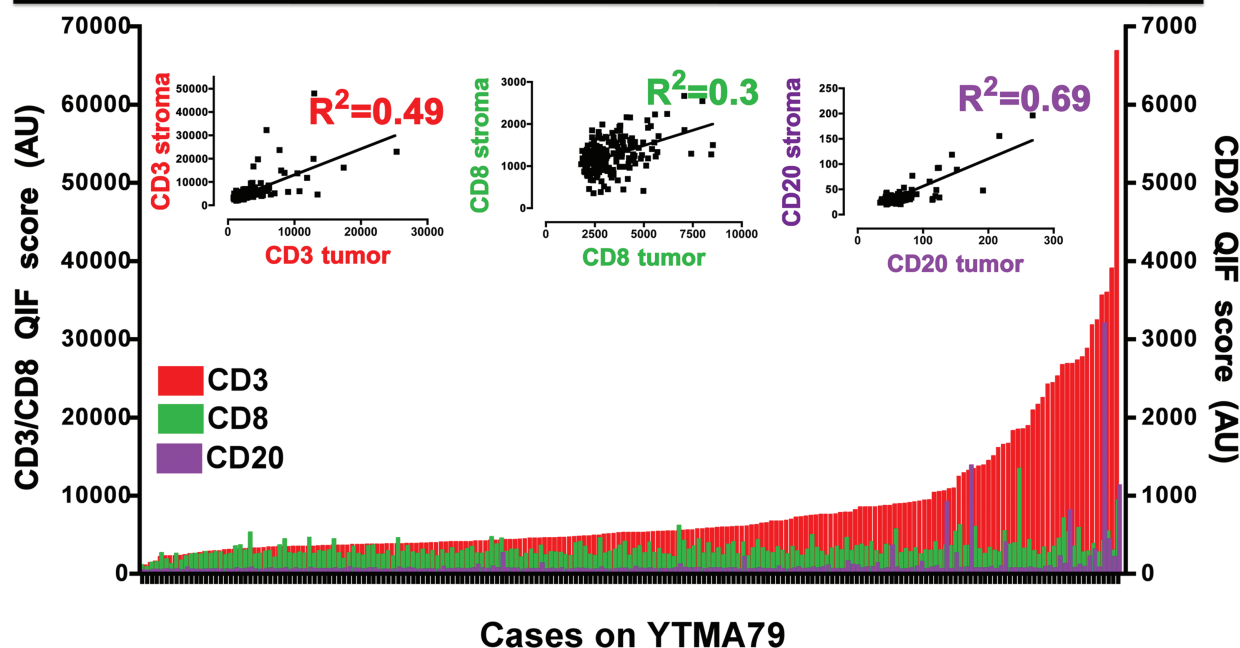 70000
60000
50000
40000
30000
20000
10000
0
CD3/CD8 QIF score (AU)
7000
6000
5000
4000
3000
2000
1000
0
CD20 QIF score (AU)
CD3 stroma
50000
40000
30000
20000
10000
0
R²=0.49
0 10000 20000 30000
CD3 tumor
CD8 stroma
3000
2000
1000
0
R²=0.3
0 2500 5000 7500 10000
CD8 tumor
CD20 stroma
250
200
150
100
50
0
R²=0.69
0 100 200 300
CD20 tumor
CD3
CD8
CD20
Cases on YTMA79